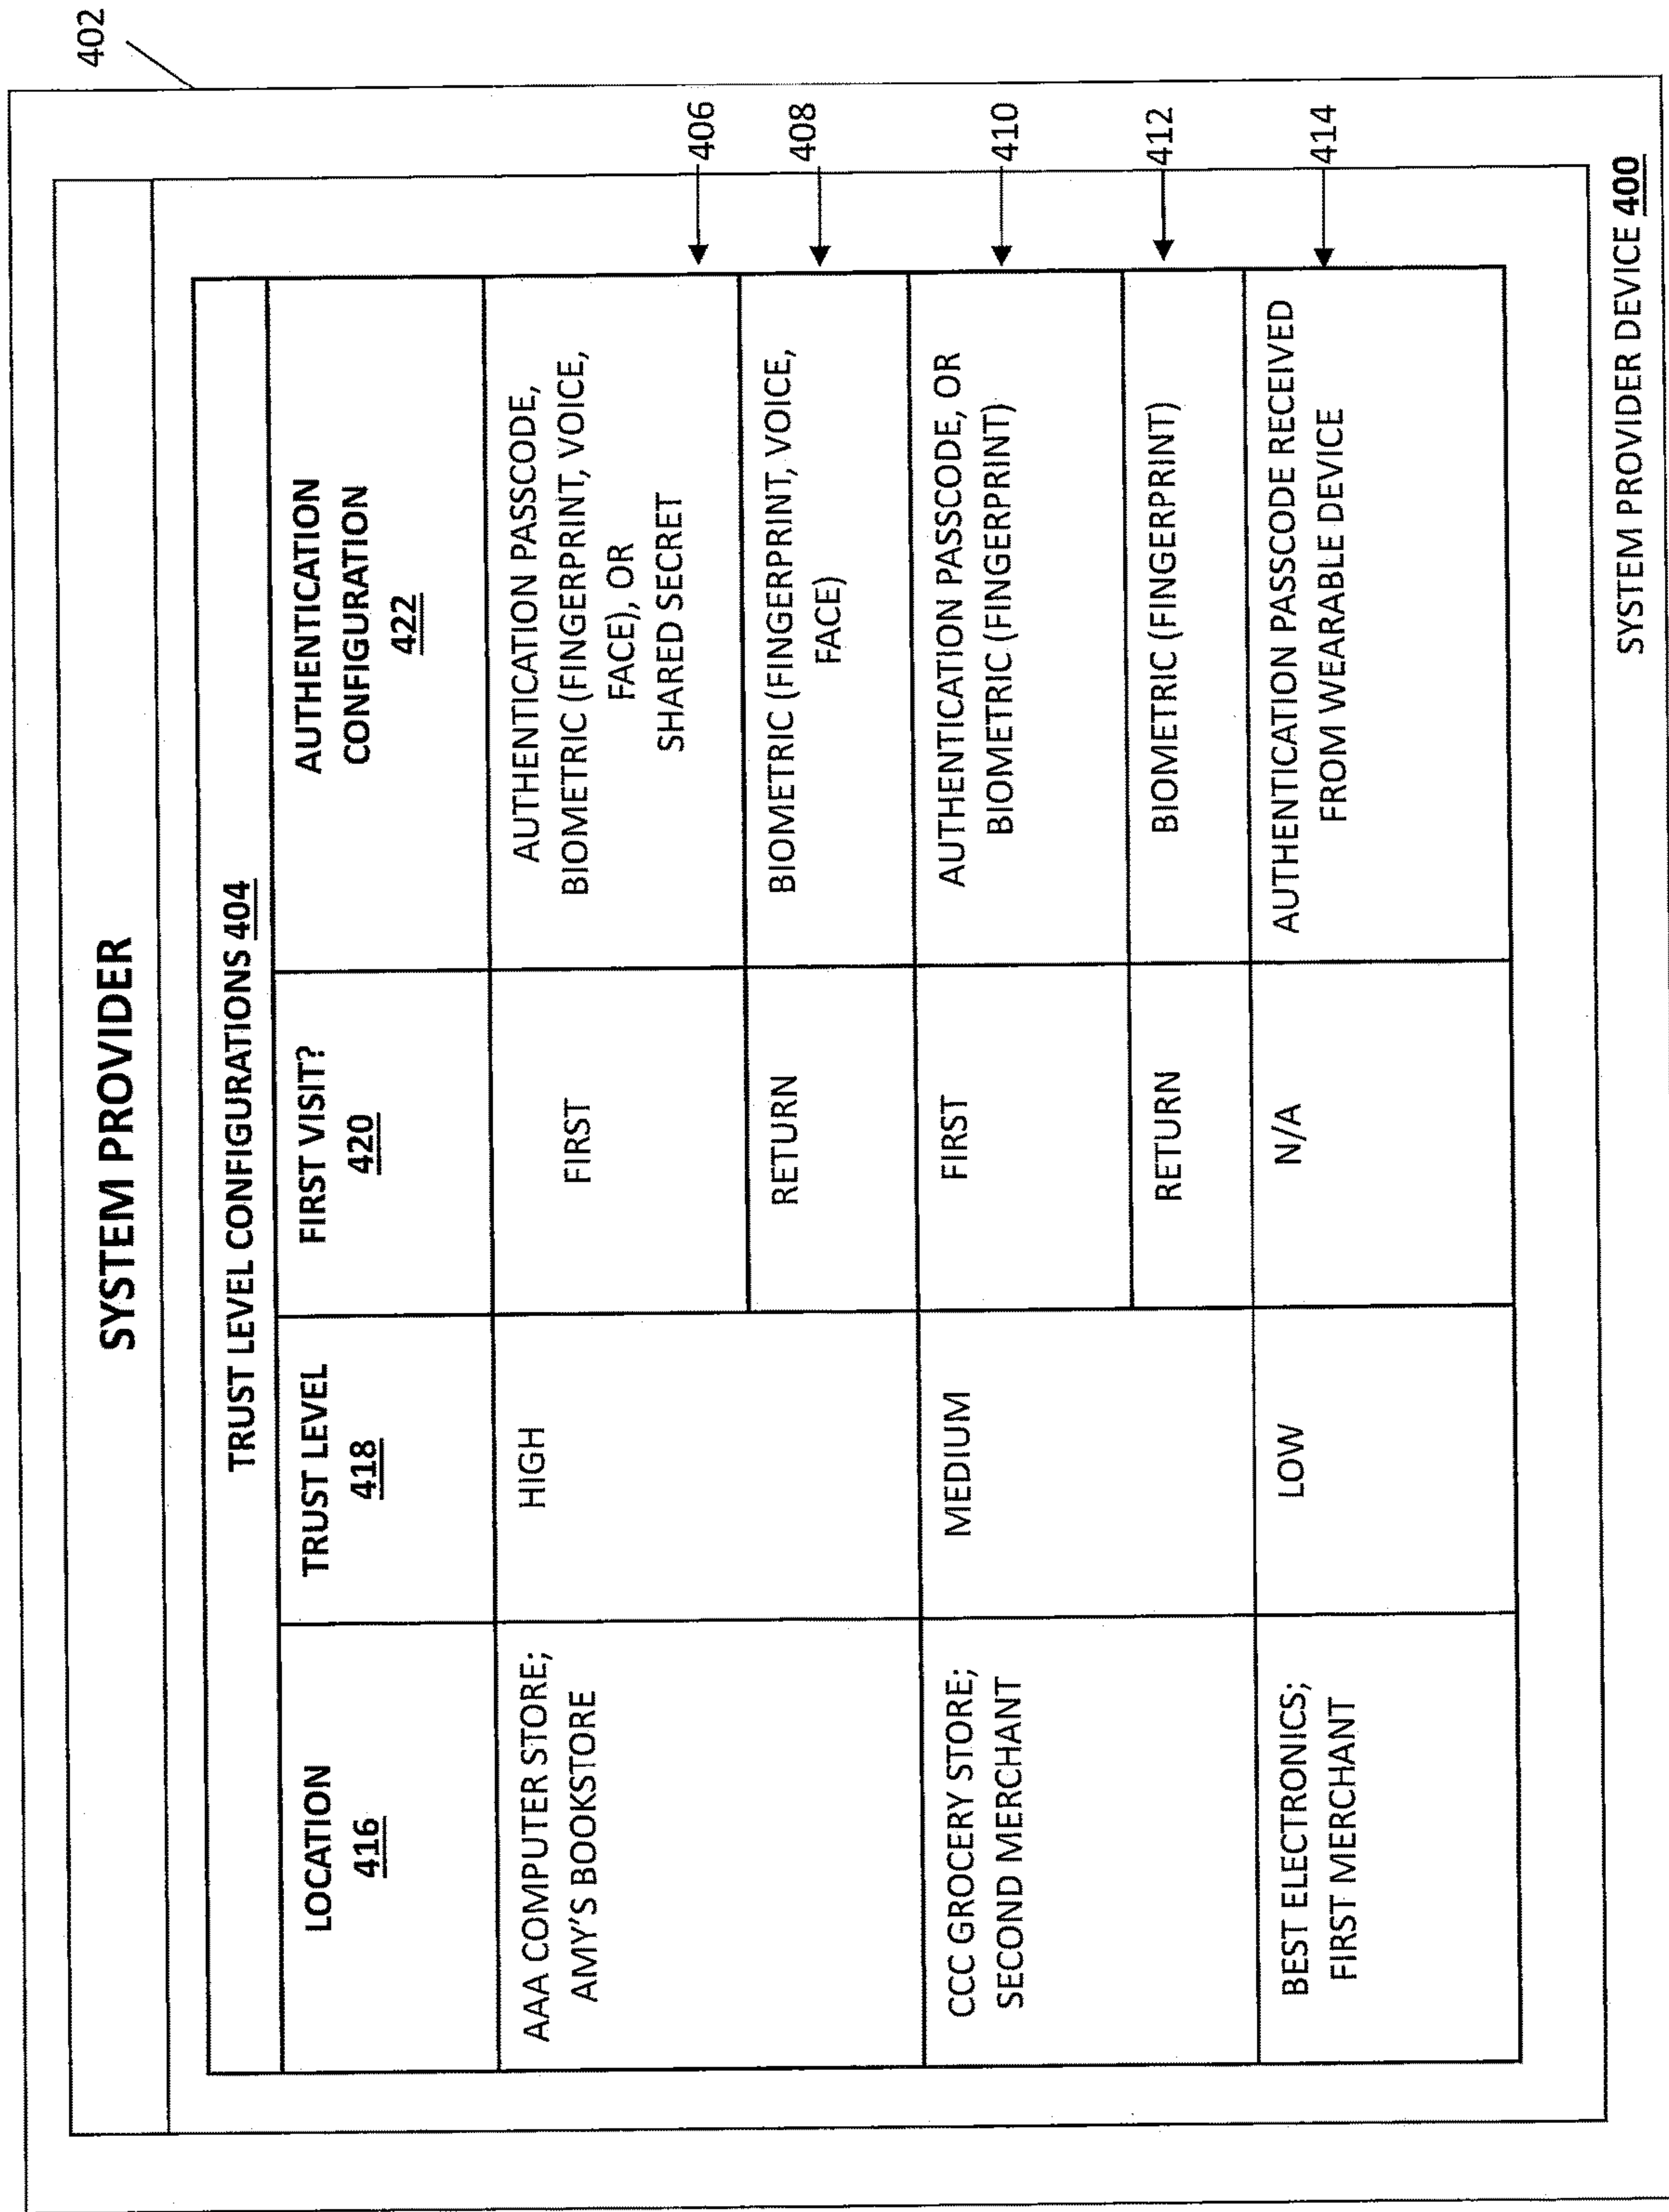 402
SYSTEM PROVIDER
TRUST LEVEL CONFIGURATIONS 404
LOCATION
416
TRUST LEVEL
418
FIRST VISIT?
420
AUTHENTICATION
CONFIGURATION
422
AAA COMPUTER STORE;
AMY'S BOOKSTORE
HIGH
FIRST
AUTHENTICATION PASSCODE,
BIOMETRIC (FINGERPRINT, VOICE,
FACE), OR
SHARED SECRET
406
RETURN
BIOMETRIC (FINGERPRINT, VOICE,
FACE)
408
CCC GROCERY STORE;
SECOND MERCHANT
MEDIUM
FIRST
AUTHENTICATION PASSCODE, OR
BIOMETRIC (FINGERPRINT)
410
RETURN
BIOMETRIC (FINGERPRINT)
412
BEST ELECTRONICS;
FIRST MERCHANT
LOW
N/A
AUTHENTICATION PASSCODE RECEIVED
FROM WEARABLE DEVICE
414
SYSTEM PROVIDER DEVICE 400